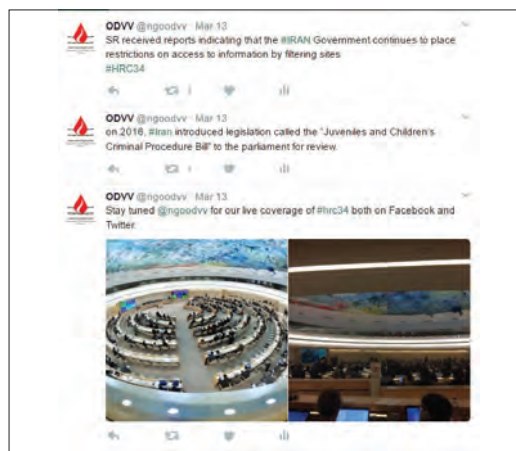 ODVV @ngoodvv · Mar 13
SR received reports indicating that the #IRAN Government continues to place
restrictions on access to information by filtering sites
#HRC34
1
ODVV @ngoodvv · Mar 13
on 2016, #Iran introduced legislation called the "Juveniles and Children's
Criminal Procedure Bill" to the parliament for review.
1
ODVV @ngoodvv · Mar 13
Stay tuned @ngoodvv for our live coverage of #hrc34 both on Facebook and
Twitter